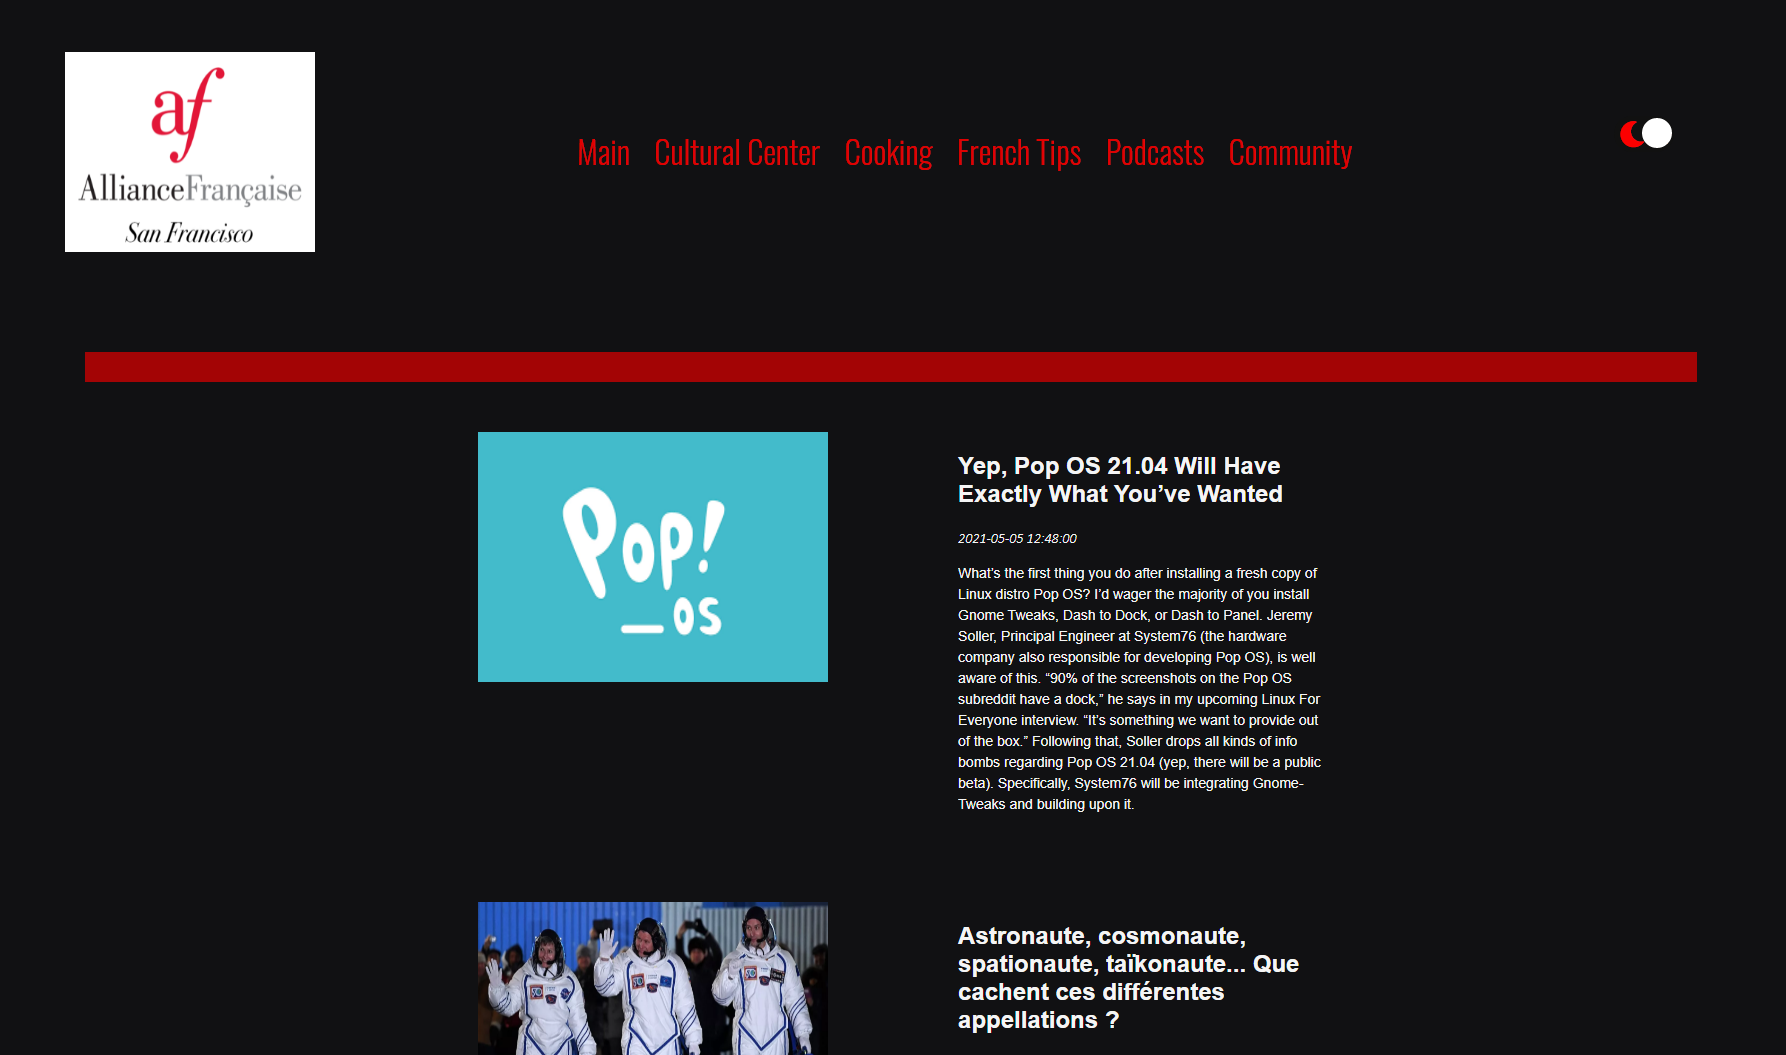 af
AllianceFrançaise
San Francisco
Main Cultural Center Cooking French Tips Podcasts Community
Pop!
_os
Yep, Pop OS 21.04 Will Have
Exactly What You’ve Wanted
2021-05-05 12:48:00
What’s the first thing you do after installing a fresh copy of
Linux distro Pop OS? I’d wager the majority of you install
Gnome Tweaks, Dash to Dock, or Dash to Panel. Jeremy
Soller, Principal Engineer at System76 (the hardware
company also responsible for developing Pop OS), is well
aware of this. “90% of the screenshots on the Pop OS
subreddit have a dock,” he says in my upcoming Linux For
Everyone interview. “It’s something we want to provide out
of the box.” Following that, Soller drops all kinds of info
bombs regarding Pop OS 21.04 (yep, there will be a public
beta). Specifically, System76 will be integrating Gnome-
Tweaks and building upon it.
Astronaute, cosmonaute,
spationaute, taïkonaute... Que
cachent ces différentes
appellations ?